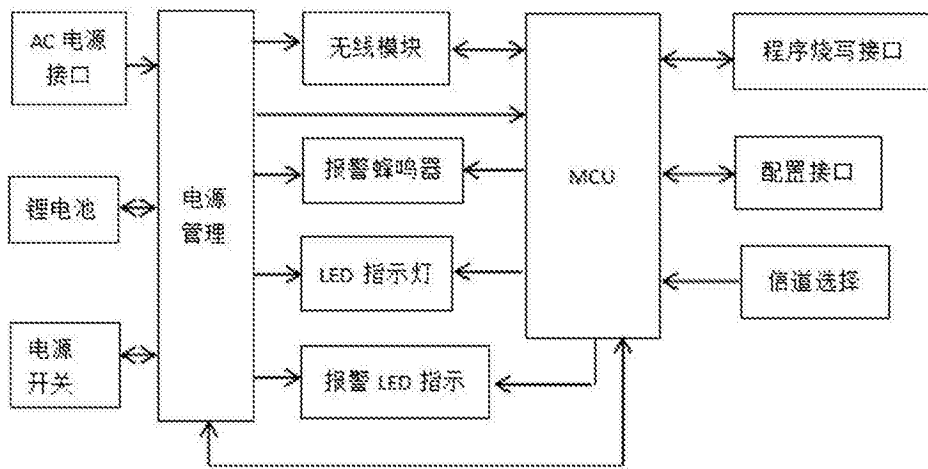 AC 电源
接口
锂电池
电源
开关
电源
管理
无线模块
报警蜂鸣器
LED 指示灯
报警 LED 指示
MCU
程序烧写接口
配置接口
信道选择